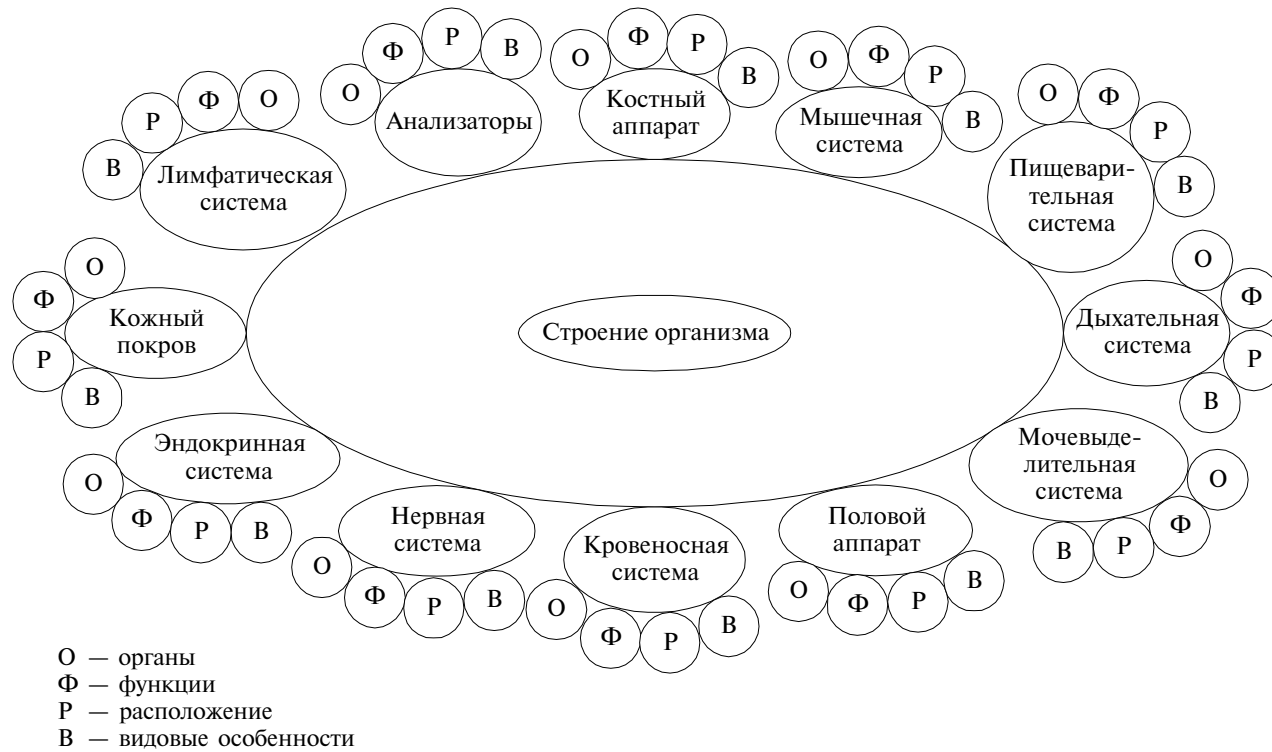 О
Ф
Р
В
Анализаторы
О
Ф
Р
В
Костный
аппарат
О
Ф
Р
В
Мышечная
система
О
Ф
Р
В
Пищевари-
тельная
система
О
Ф
Р
В
Дыхательная
система
О
Ф
Р
В
Мочевыде-
лительная
система
О
Ф
Р
В
Половой
аппарат
О
Ф
Р
В
Кровеносная
система
О
Ф
Р
В
Нервная
система
О
Ф
Р
В
Эндокринная
система
О
Ф
Р
В
Кожный
покров
О
Ф
Р
В
Лимфатическая
система
О
Ф
Р
В
Строение организма
О — органы
Ф — функции
Р — расположение
В — видовые особенности